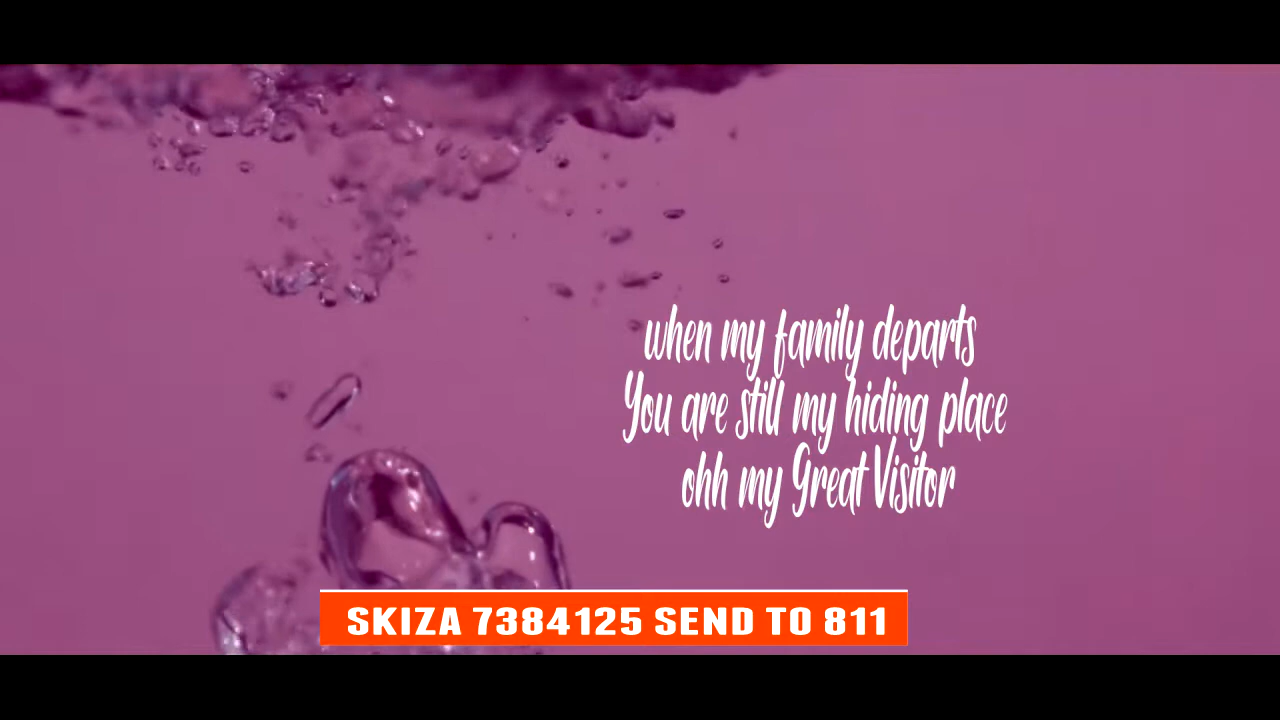 when my family departs
You are still my hiding place
ohh my Great Visitor
SKIZA 7384125 SEND TO 811